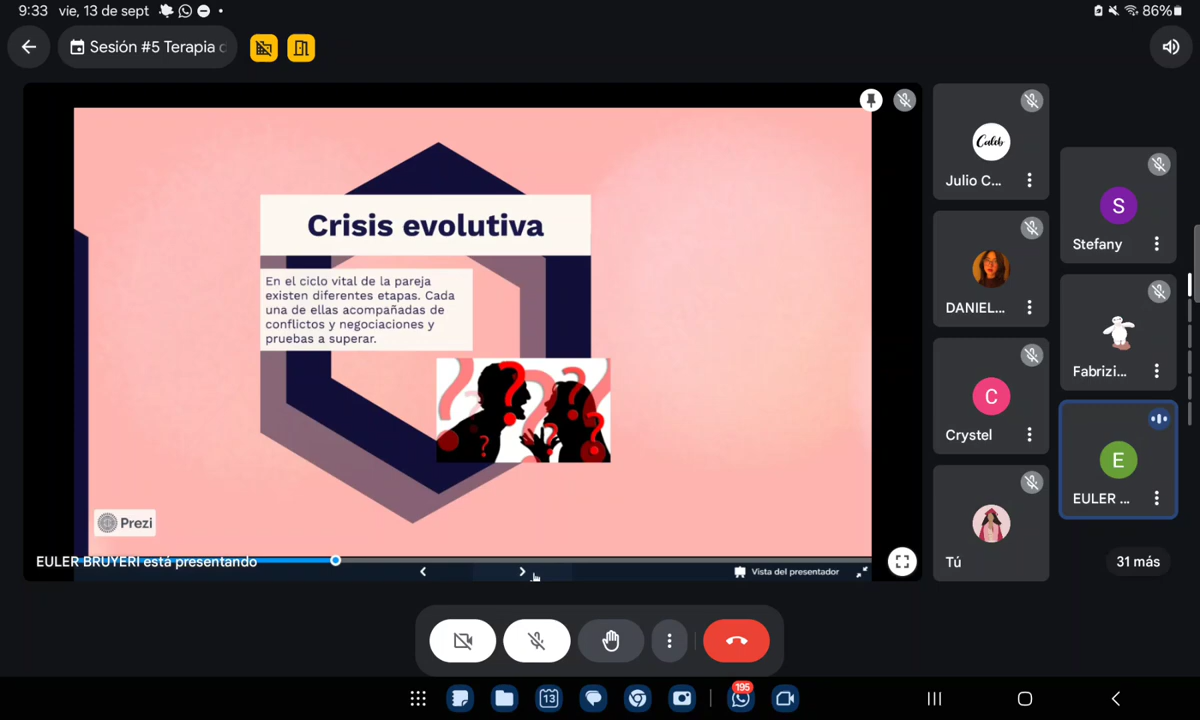 9:33 vie, 13 de sept
86%
Sesión #5 Terapia
Crisis evolutiva
En el ciclo vital de la pareja
existen diferentes etapas. Cada
una de ellas acompañadas de
conflictos y negociaciones y
pruebas a superar.
Prezi
EULER BRUYERI está presentando
Vista del presentador
Caleb
Julio C...
DANIEL...
C
Crystel
Tú
S
Stefany
Fabrizi...
E
EULER ...
31 más
13
195